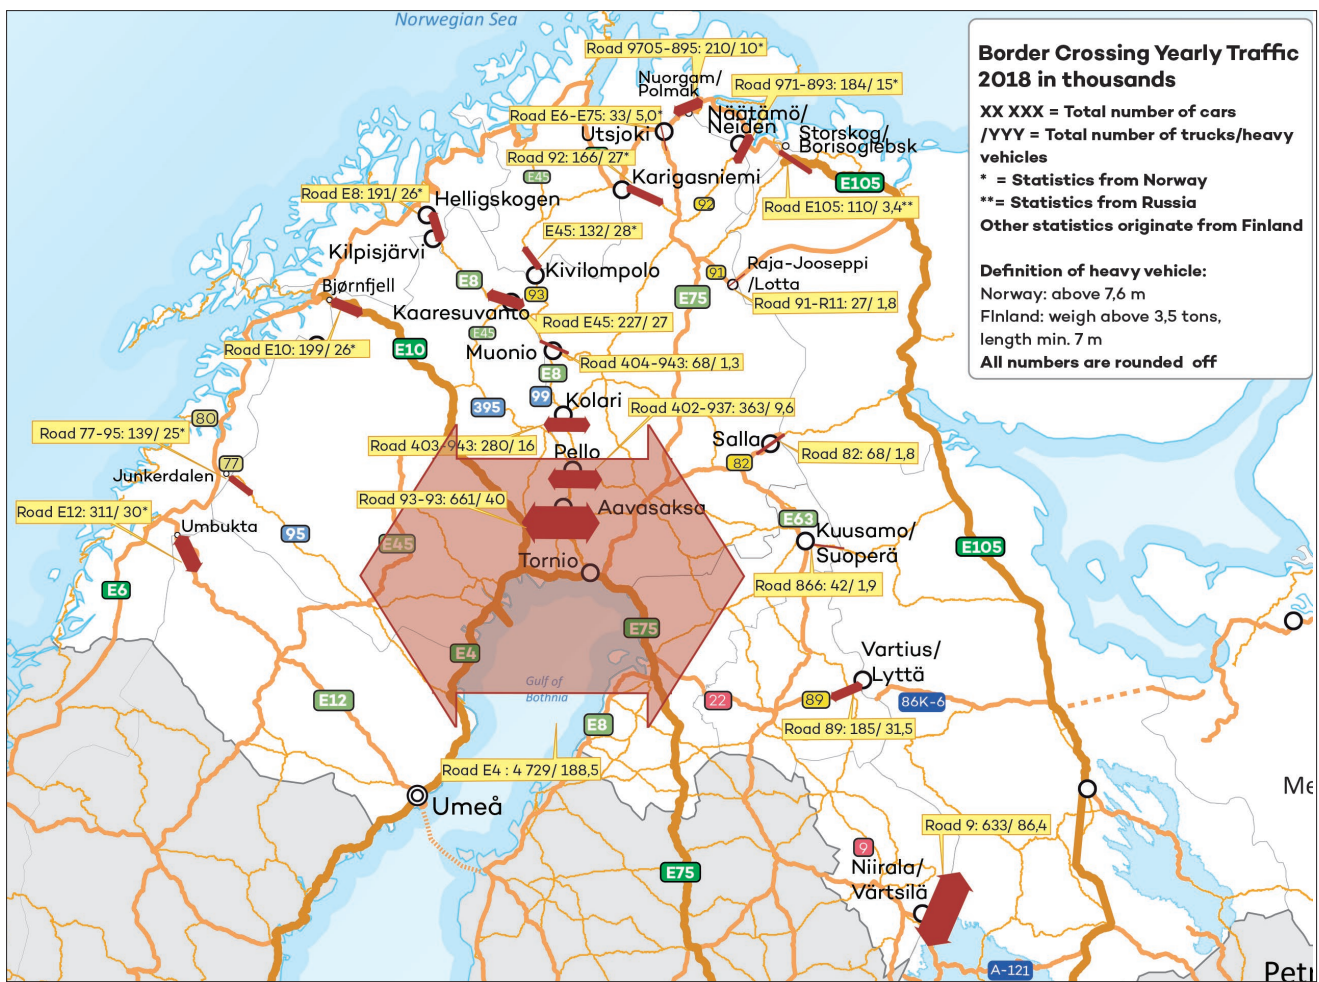 Norwegian Sea
Border Crossing Yearly Traffic
2018 in thousands
XX XXX = Total number of cars
/YYY = Total number of trucks/heavy
vehicles
* = Statistics from Norway
**= Statistics from Russia
Other statistics originate from Finland
Definition of heavy vehicle:
Norway: above 7,6 m
FInland: weigh above 3,5 tons,
length min. 7 m
All numbers are rounded off
Road 9705-895: 210/ 10*
Nuorgam/
Polmak
Road 971-893: 184/ 15*
Road E6-E75: 33/ 5,0*
Utsjoki
Näätämö/
Neiden
Storskog/
Borisoglebsk
E105
Road 92: 166/ 27*
E45
Karigasniemi
92
Road E105: 110/ 3,4**
Road E8: 191/ 26*
Helligskogen
Kilpisjärvi
E45: 132/ 28*
Kivilompolo
Raja-Jooseppi
/Lotta
91
E8
93
E75
Road 91-R11: 27/ 1,8
Bjørnfjell
Kaaresuvanto
Road E45: 227/ 27
E45
Road E10: 199/ 26*
E10
Muonio
Road 404-943: 68/ 1,3
E8
99
395
Kolari
Road 402-937: 363/ 9,6
80
Road 77-95: 139/ 25*
Road 403-943: 280/ 16
Pello
Salla
82
Road 82: 68/ 1,8
77
Junkerdalen
Road 93-93: 661/ 40
Aavasaksa
Road E12: 311/ 30*
Umbukta
95
E45
E63
Kuusamo/
Suoperä
E105
Tornio
Road 866: 42/ 1,9
E6
E75
E4
Vartius/
Lyttä
Gulf of
Bothnia
E12
22
89
86K-6
E8
Road 89: 185/ 31,5
Road E4 : 4 729/ 188,5
Umeå
Me
Road 9: 633/ 86,4
9
Niirala/
Värtsilä
E75
A-121
Petr